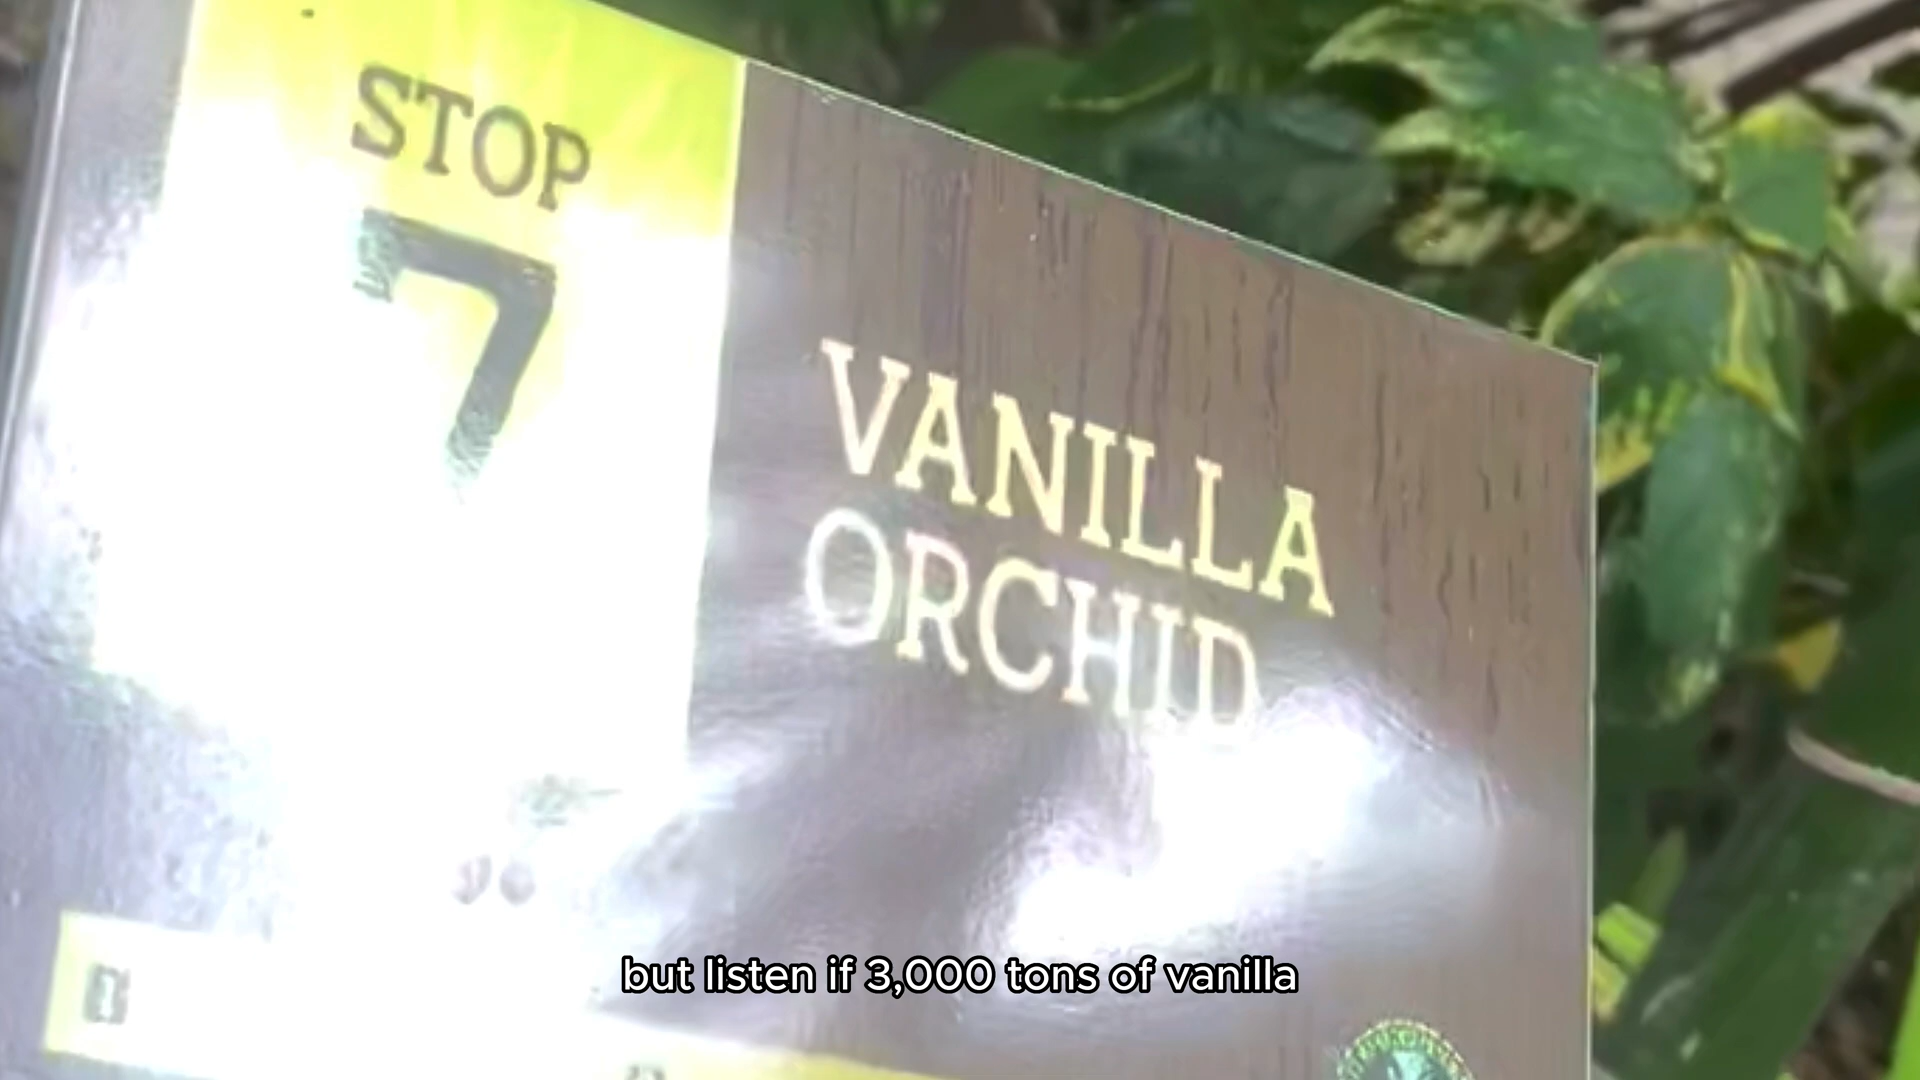 STOP
7
VANILLA
ORCHID
but listen if 3,000 tons of vanilla